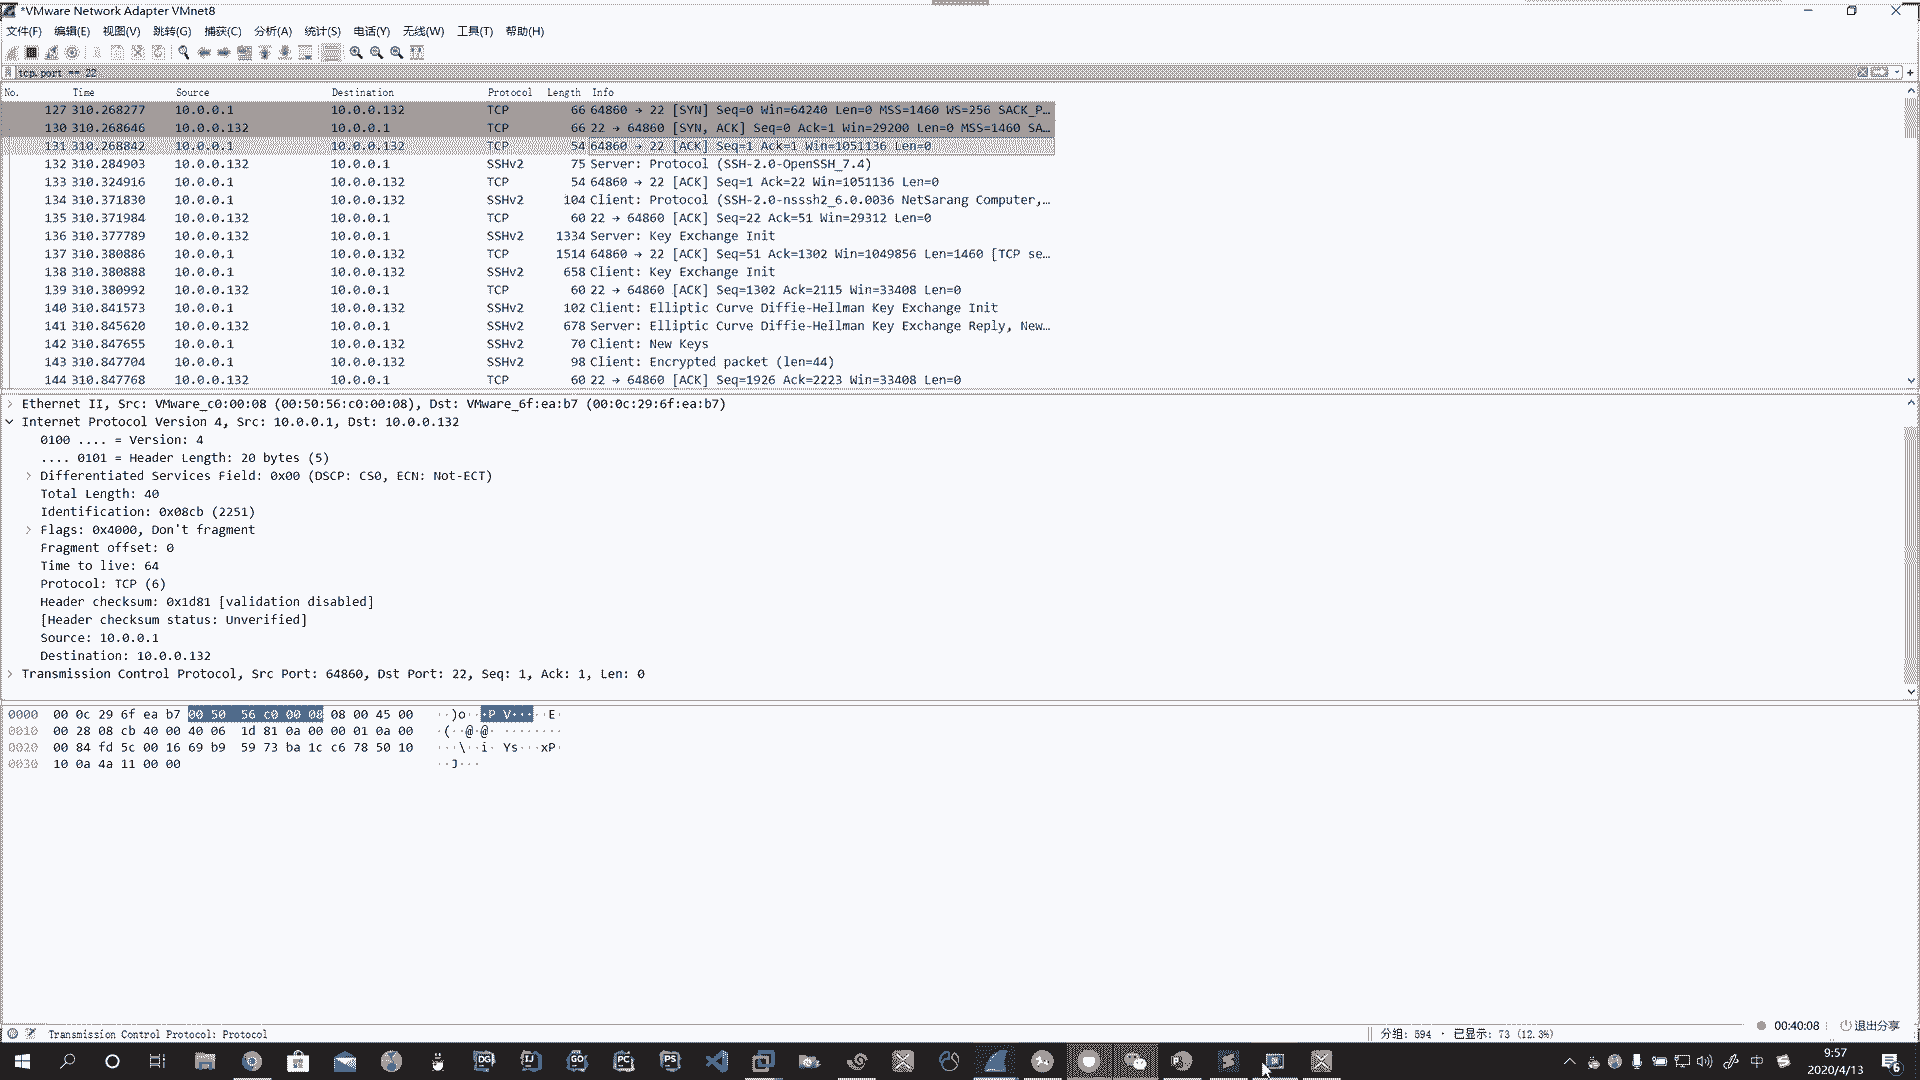 *VMware Network Adapter VMnet8
文件(F) 编辑(E) 视图(V) 跳转(G) 捕获(C) 分析(A) 统计(S) 电话(Y) 无线(W) 工具(T) 帮助(H)
tcp.port == 22
No. Time Source Destination Protocol Length Info
127 310.268277 10.0.0.1 10.0.0.132 TCP 66 64860 → 22 [SYN] Seq=0 Win=64240 Len=0 MSS=1460 WS=256 SACK_P…
130 310.268646 10.0.0.132 10.0.0.1 TCP 66 22 → 64860 [SYN, ACK] Seq=0 Ack=1 Win=29200 Len=0 MSS=1460 SA…
131 310.268842 10.0.0.1 10.0.0.132 TCP 54 64860 → 22 [ACK] Seq=1 Ack=1 Win=1051136 Len=0
132 310.284903 10.0.0.132 10.0.0.1 SSHv2 75 Server: Protocol (SSH-2.0-OpenSSH_7.4)
133 310.324916 10.0.0.1 10.0.0.132 TCP 54 64860 → 22 [ACK] Seq=1 Ack=22 Win=1051136 Len=0
134 310.371830 10.0.0.1 10.0.0.132 SSHv2 104 Client: Protocol (SSH-2.0-nsssh2_6.0.0036 NetSarang Computer,…
135 310.371984 10.0.0.132 10.0.0.1 TCP 60 22 → 64860 [ACK] Seq=22 Ack=51 Win=29312 Len=0
136 310.377789 10.0.0.132 10.0.0.1 SSHv2 1334 Server: Key Exchange Init
137 310.380886 10.0.0.1 10.0.0.132 TCP 1514 64860 → 22 [ACK] Seq=51 Ack=1302 Win=1049856 Len=1460 [TCP se…
138 310.380888 10.0.0.1 10.0.0.132 SSHv2 658 Client: Key Exchange Init
139 310.380992 10.0.0.132 10.0.0.1 TCP 60 22 → 64860 [ACK] Seq=1302 Ack=2115 Win=33408 Len=0
140 310.841573 10.0.0.1 10.0.0.132 SSHv2 102 Client: Elliptic Curve Diffie-Hellman Key Exchange Init
141 310.845620 10.0.0.132 10.0.0.1 SSHv2 678 Server: Elliptic Curve Diffie-Hellman Key Exchange Reply, New…
142 310.847655 10.0.0.1 10.0.0.132 SSHv2 70 Client: New Keys
143 310.847704 10.0.0.1 10.0.0.132 SSHv2 98 Client: Encrypted packet (len=44)
144 310.847768 10.0.0.132 10.0.0.1 TCP 60 22 → 64860 [ACK] Seq=1926 Ack=2223 Win=33408 Len=0
Ethernet II, Src: VMware_c0:00:08 (00:50:56:c0:00:08), Dst: VMware_6f:ea:b7 (00:0c:29:6f:ea:b7)
Internet Protocol Version 4, Src: 10.0.0.1, Dst: 10.0.0.132
0100 .... = Version: 4
.... 0101 = Header Length: 20 bytes (5)
Differentiated Services Field: 0x00 (DSCP: CS0, ECN: Not-ECT)
Total Length: 40
Identification: 0x08cb (2251)
Flags: 0x4000, Don't fragment
Fragment offset: 0
Time to live: 64
Protocol: TCP (6)
Header checksum: 0x1d81 [validation disabled]
[Header checksum status: Unverified]
Source: 10.0.0.1
Destination: 10.0.0.132
Transmission Control Protocol, Src Port: 64860, Dst Port: 22, Seq: 1, Ack: 1, Len: 0
0000 00 0c 29 6f ea b7 00 50 56 c0 00 08 08 00 45 00 ··)o···P V·····E·
0010 00 28 08 cb 40 00 40 06 1d 81 0a 00 00 01 0a 00 ·(··@·@· ········
0020 00 84 fd 5c 00 16 69 b9 59 73 ba 1c c6 78 50 10 ···\··i· Ys···xP·
0030 10 0a 4a 11 00 00 ··J···
Transmission Control Protocol: Protocol
分组: 594 · 已显示: 73 (12.3%)
00:40:08 退出分享
9:57
2020/4/13
中
6
DG IJ GO PC PS